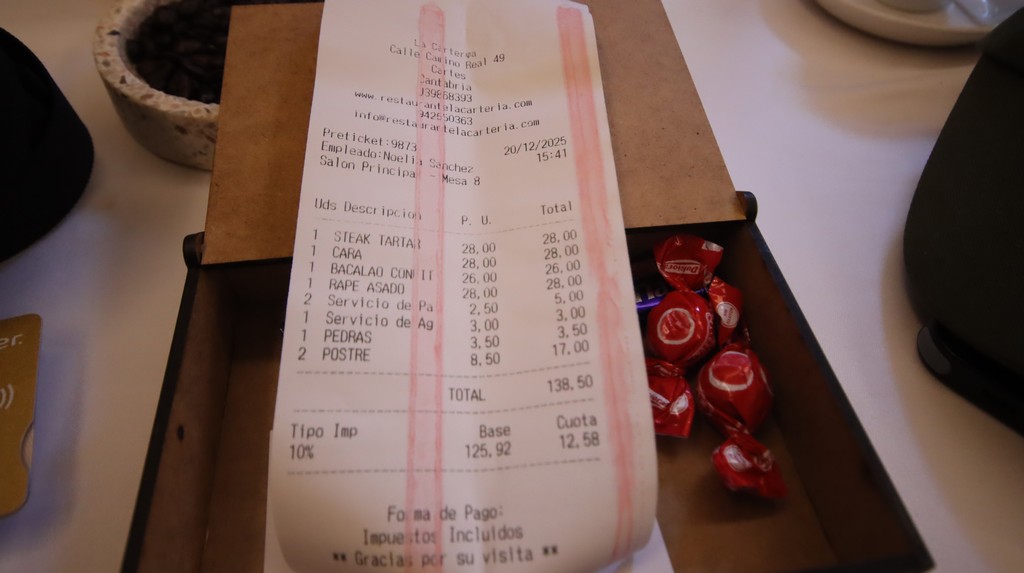 La Carteria
Calle Camino Real 49
Cartes
Cantabria
J39868393
www.restaurantelacarteria.com
942550363
info@restaurantelacarteria.com
Preticket:9873 20/12/2025
Empleado:Noelia Sanchez 15:41
Salon Principal - Mesa 8
Uds Descripcion P. U. Total
1 STEAK TARTAR 28,00 28,00
1 CARA 28,00 28,00
1 BACALAO CONFIT 26,00 26,00
1 RAPE ASADO 28,00 28,00
2 Servicio de Pa 2,50 5,00
1 Servicio de Ag 3,00 3,00
1 PEDRAS 3,50 3,50
2 POSTRE 8,50 17,00
TOTAL 138,50
Tipo Imp Base Cuota
10% 125,92 12,58
Forma de Pago:
Impuestos Incluidos
** Gracias por su visita **
er.